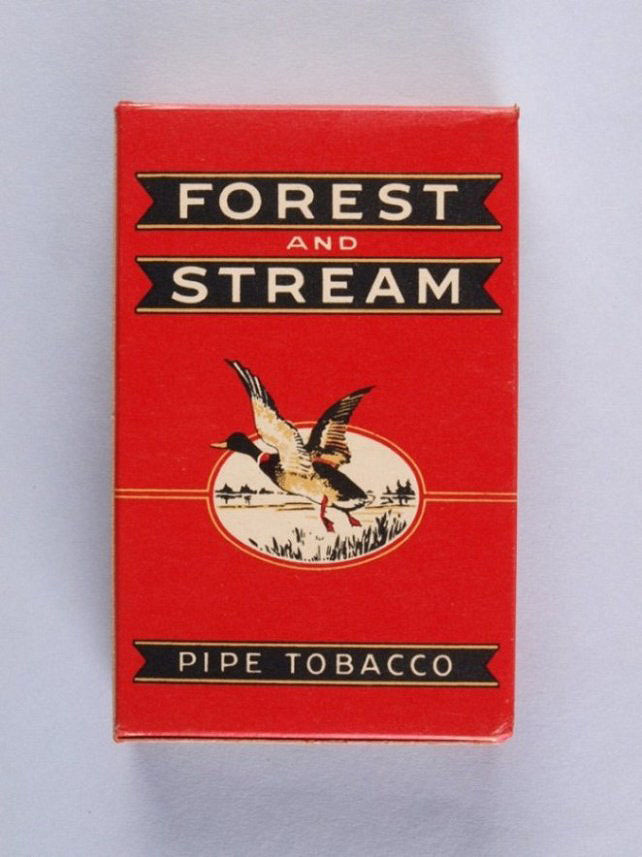 FOREST
AND
STREAM
PIPE TOBACCO